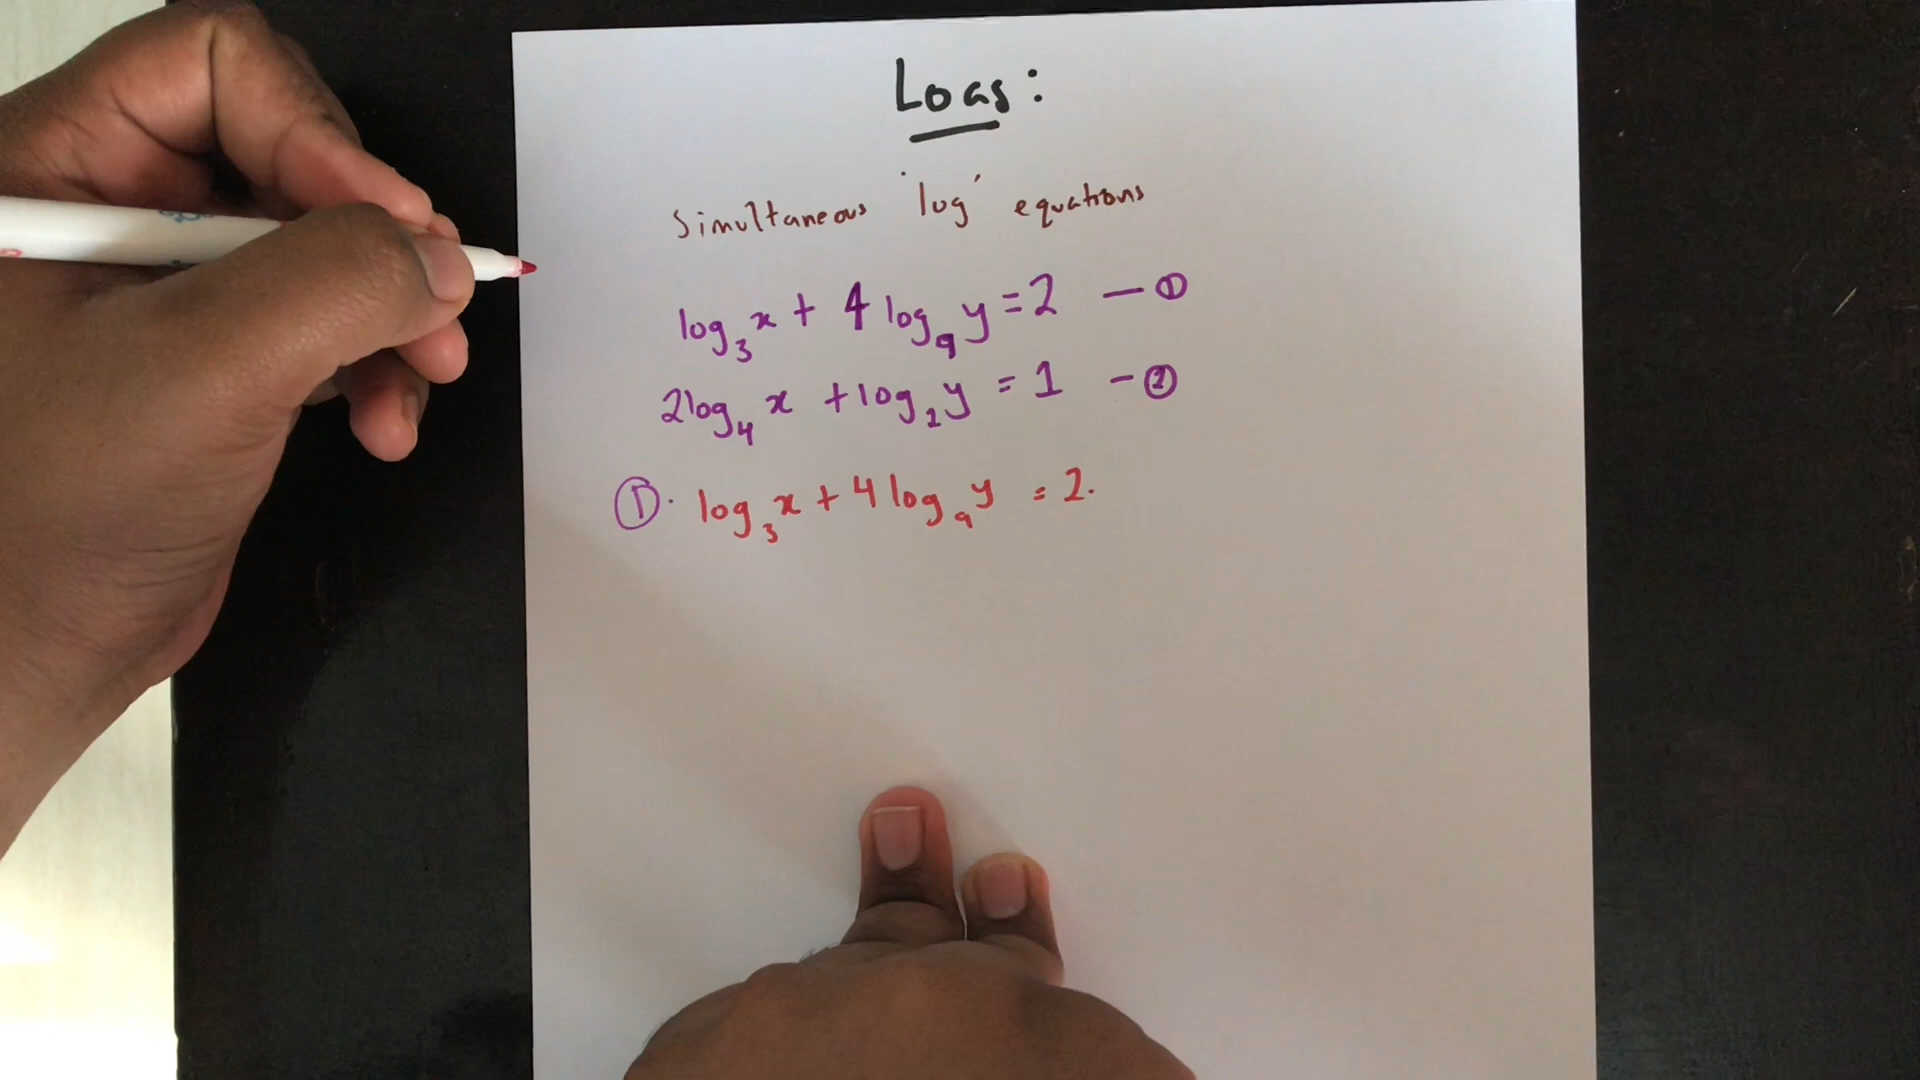 Logs:
Simultaneous 'log' equations
log₃x + 4 log₉y = 2 — ①
2log₄x + log₂y = 1 — ②
①. log₃x + 4 log₉y = 2.